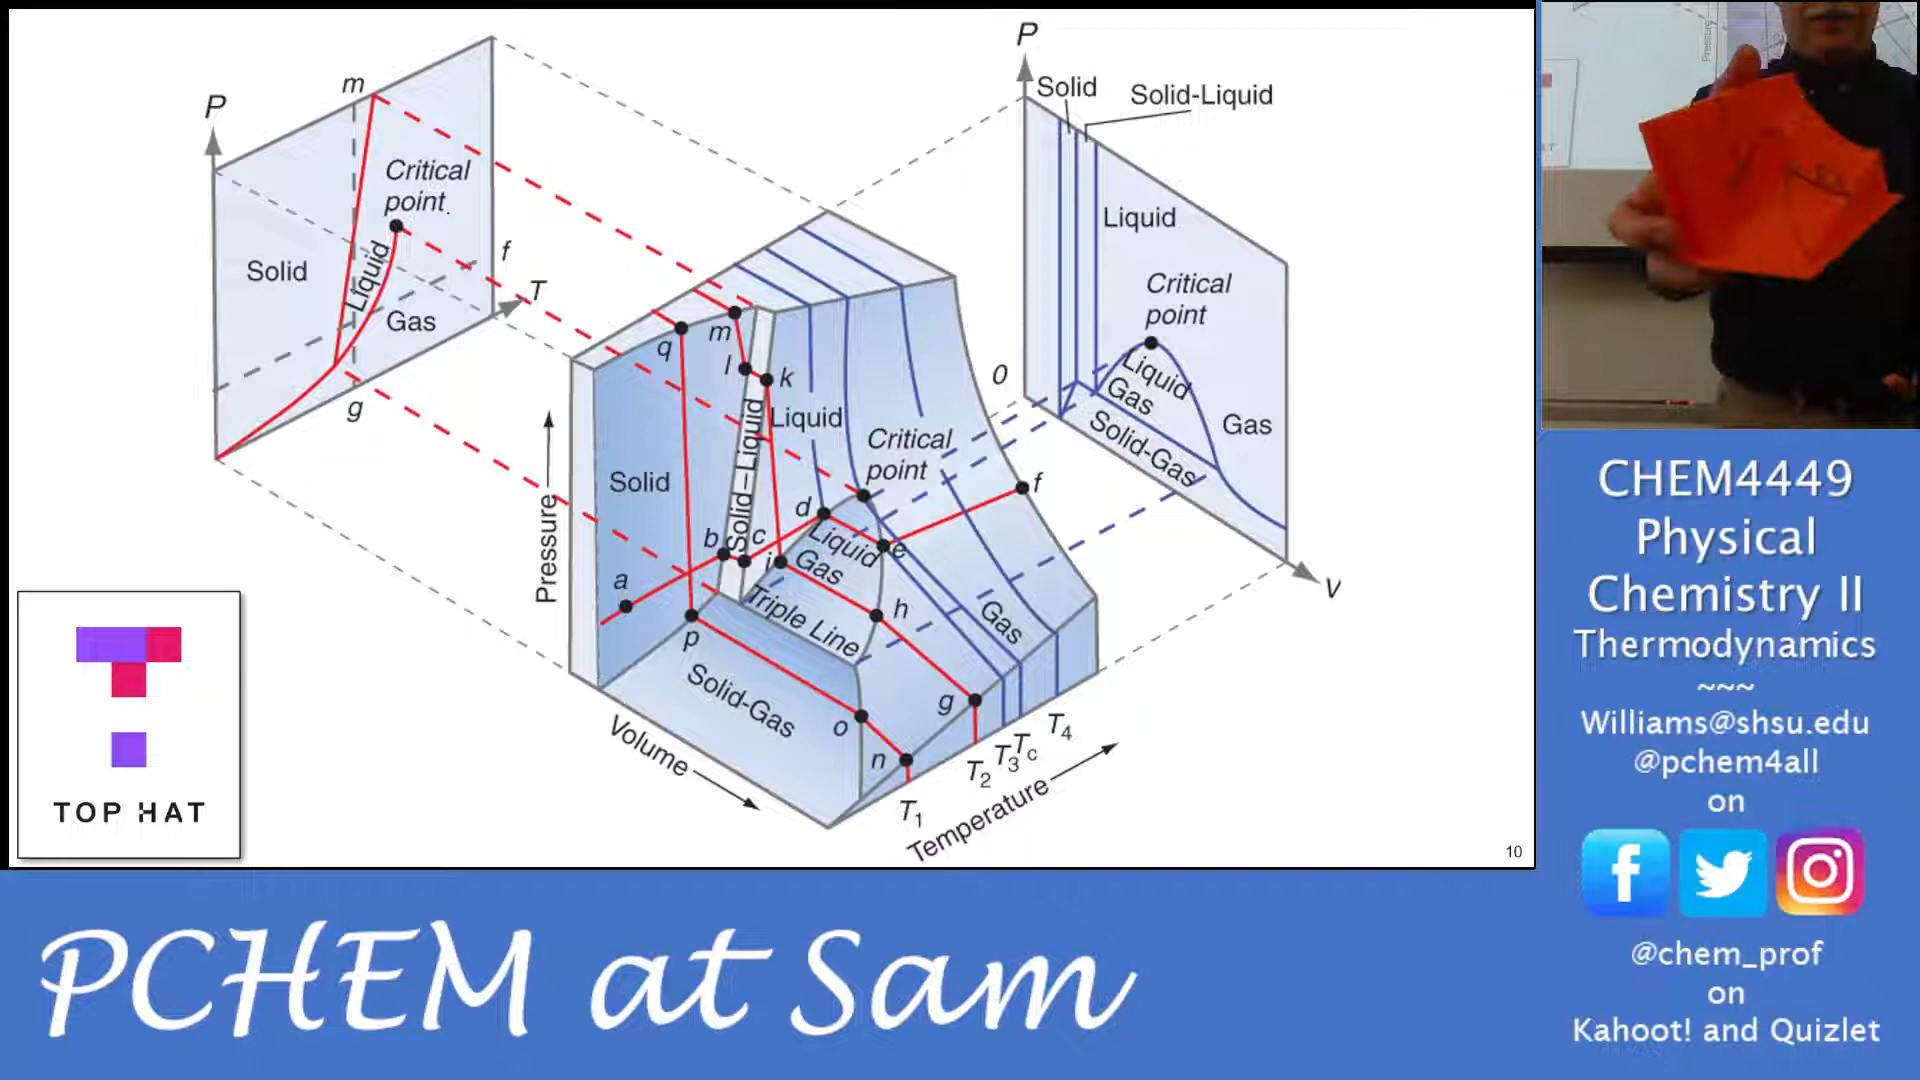 P
m
Critical
point
Solid
Liquid
Gas
f
T
g
P
Solid
Solid-Liquid
Liquid
Critical
point
Liquid
Gas
Gas
Solid-Gas
0
V
q
m
l
k
Solid
Solid–Liquid
Liquid
Critical
point
f
d
b
c
i
e
Liquid
Gas
a
h
Triple Line
Gas
p
Solid-Gas
o
g
n
Pressure
Volume
T1
T2
T3
Tc
T4
Temperature
10
TOP HAT
Pressure
PCHEM at Sam
CHEM4449
Physical
Chemistry II
Thermodynamics
~~~
Williams@shsu.edu
@pchem4all
on
@chem_prof
on
Kahoot! and Quizlet